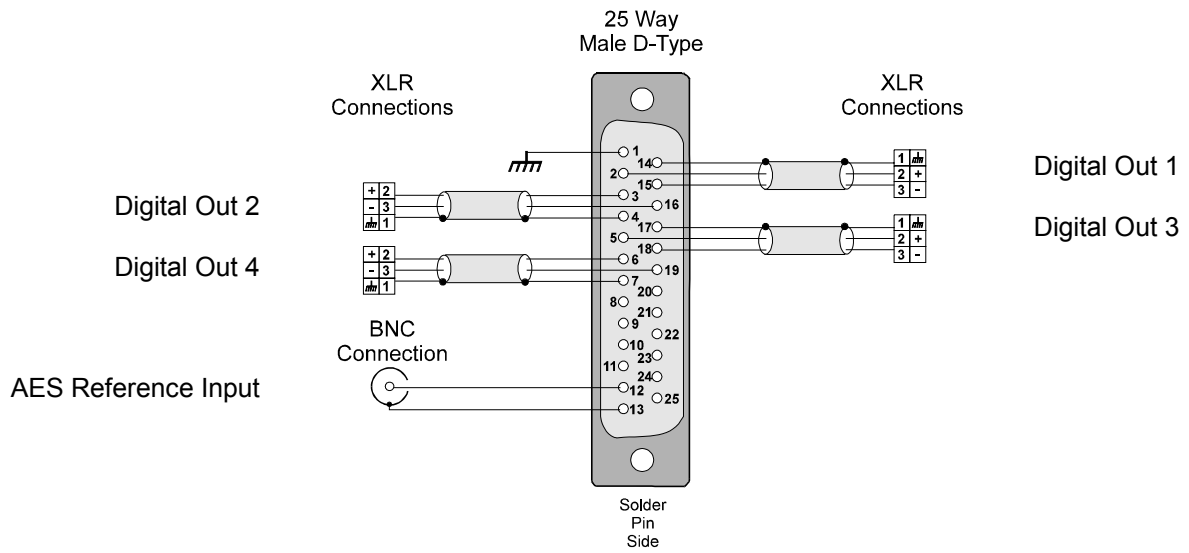 25 Way
Male D-Type
XLR
Connections
XLR
Connections
1
14
2
15
3
16
4
17
5
18
6
19
7
20
8
21
9
22
10
23
11
24
12
25
13
Digital Out 2
+ 2
- 3
1
Digital Out 4
+ 2
- 3
1
1
2 +
3 -
Digital Out 1
1
2 +
3 -
Digital Out 3
BNC
Connection
AES Reference Input
Solder
Pin
Side